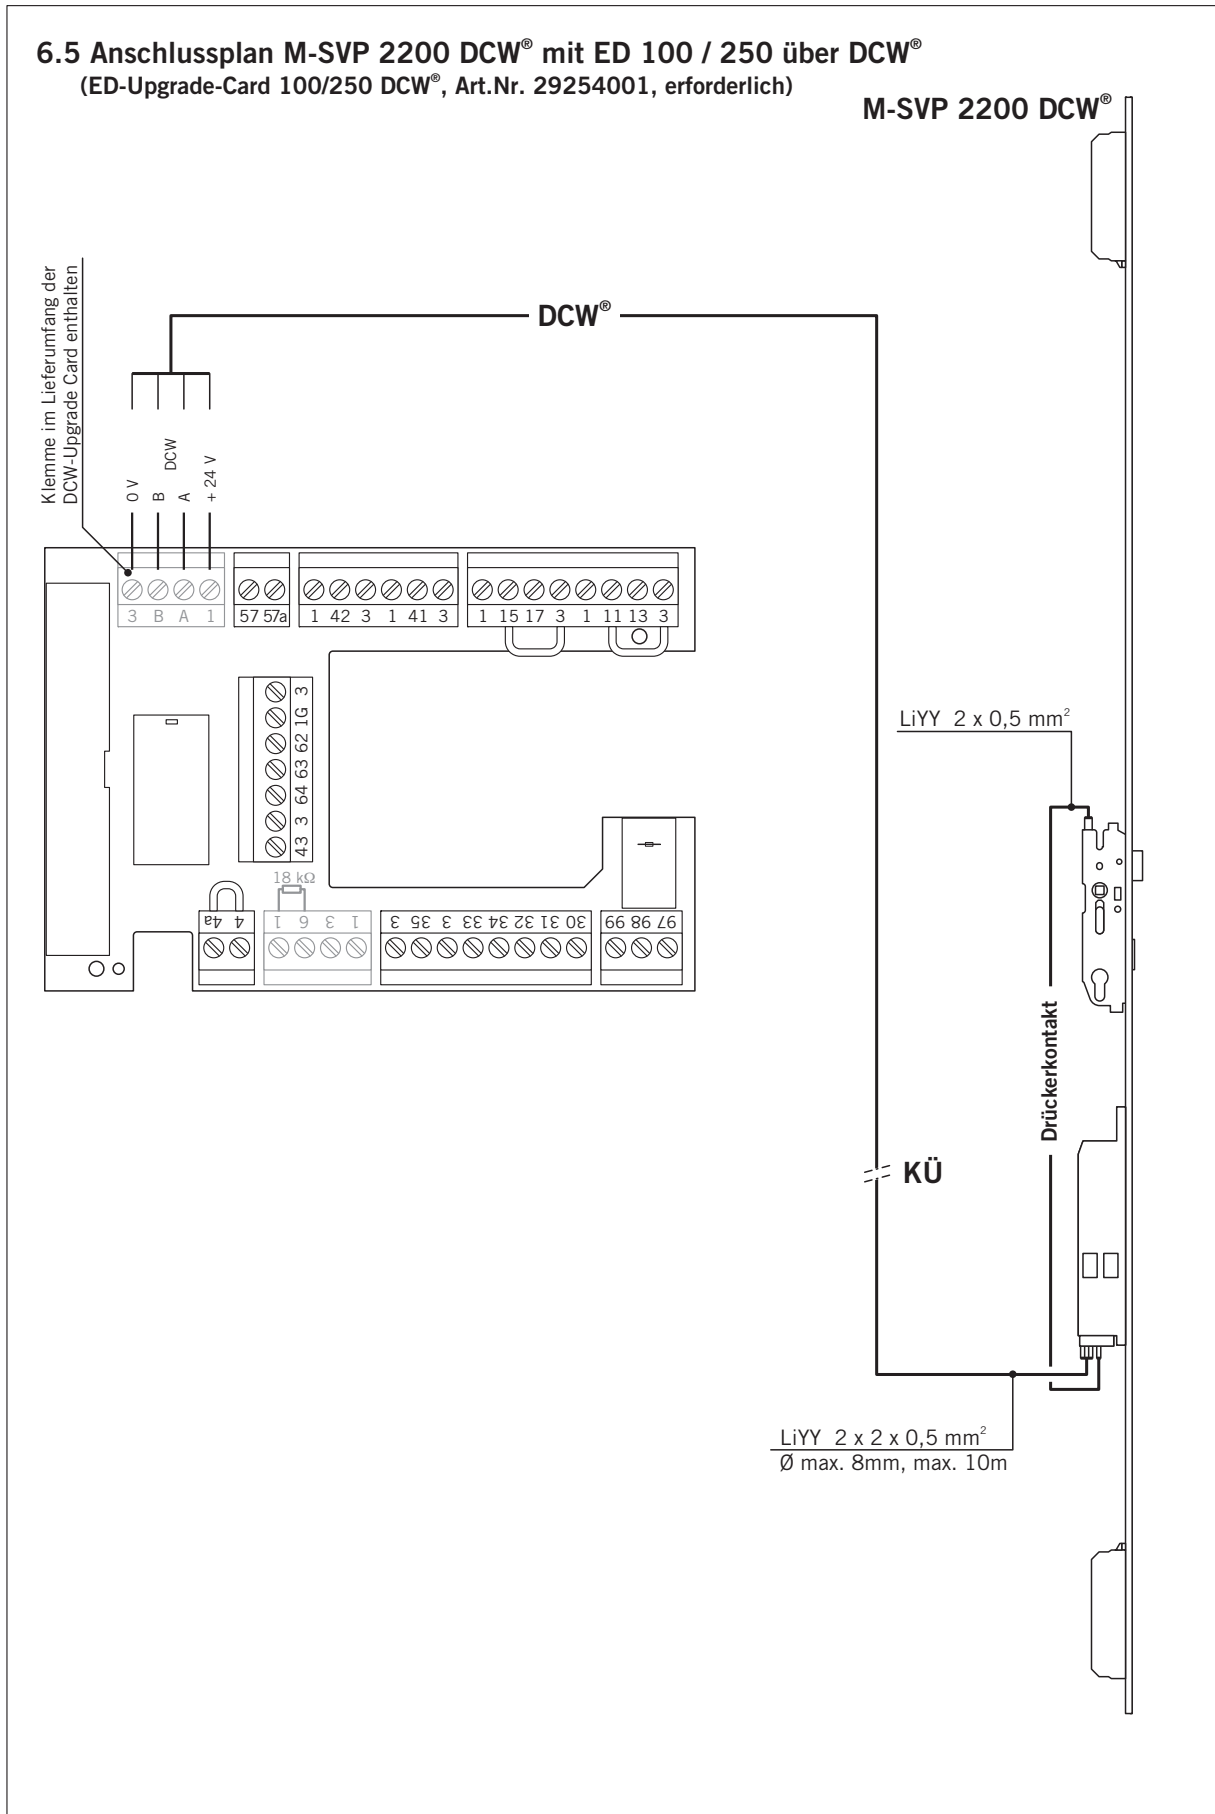 6.5 Anschlussplan M-SVP 2200 DCW® mit ED 100 / 250 über DCW®
(ED-Upgrade-Card 100/250 DCW®, Art.Nr. 29254001, erforderlich)
M-SVP 2200 DCW®
Klemme im Lieferumfang der
DCW-Upgrade Card enthalten
DCW®
0 V
B
DCW
A
+ 24 V
3 B A 1
57 57a
1 42 3 1 41 3
1 15 17 3 1 11 13 3
3
1G
62
63
64
3
43
18 kΩ
4a 4
1 6 3 1
3 35 3 33 34 32 31 30
99 98 97
LiYY 2 x 0,5 mm²
Drückerkontakt
KÜ
LiYY 2 x 2 x 0,5 mm²
Ø max. 8mm, max. 10m